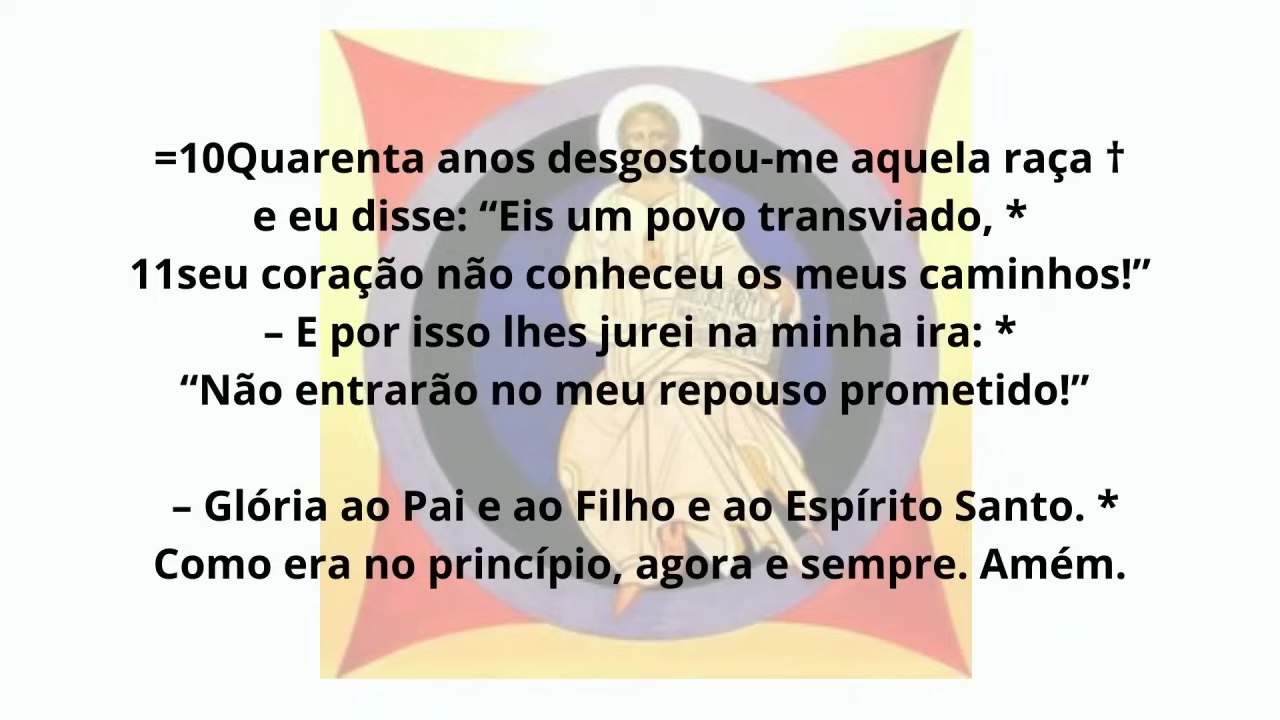 =10Quarenta anos desgostou-me aquela raça †
e eu disse: “Eis um povo transviado, *
11seu coração não conheceu os meus caminhos!”
– E por isso lhes jurei na minha ira: *
“Não entrarão no meu repouso prometido!”
– Glória ao Pai e ao Filho e ao Espírito Santo. *
Como era no princípio, agora e sempre. Amém.